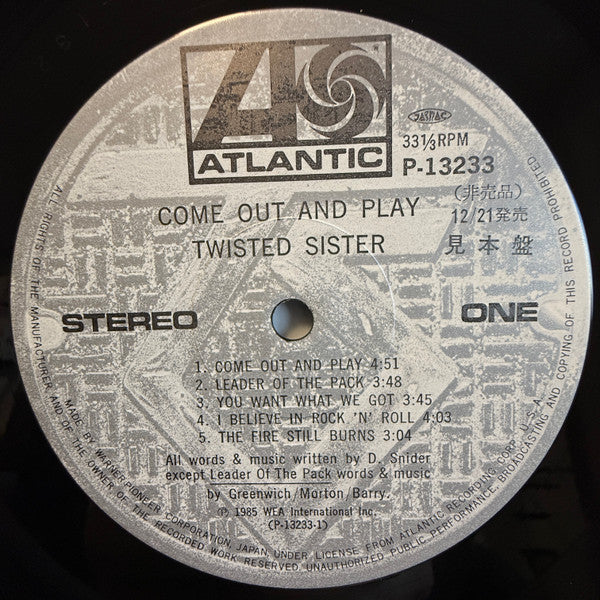 ATLANTIC
JASRAC
33⅓RPM
P-13233
(非売品)
COME OUT AND PLAY
12/21発売
TWISTED SISTER
見本盤
STEREO
ONE
1. COME OUT AND PLAY 4:51
2. LEADER OF THE PACK 3:48
3. YOU WANT WHAT WE GOT 3:45
4. I BELIEVE IN ROCK 'N' ROLL 4:03
5. THE FIRE STILL BURNS 3:04
All words & music written by D. Snider
except Leader Of The Pack words & music
by Greenwich/Morton/Barry.
℗ 1985 WEA International Inc.
(P-13233-1)
MADE BY WARNER-PIONEER CORPORATION, JAPAN, UNDER LICENSE FROM ATLANTIC RECORDING CORP., U.S.A.
ALL RIGHTS OF THE MANUFACTURER AND OF THE OWNER OF THE RECORDED WORK RESERVED. UNAUTHORIZED PUBLIC PERFORMANCE, BROADCASTING AND COPYING OF THIS RECORD PROHIBITED